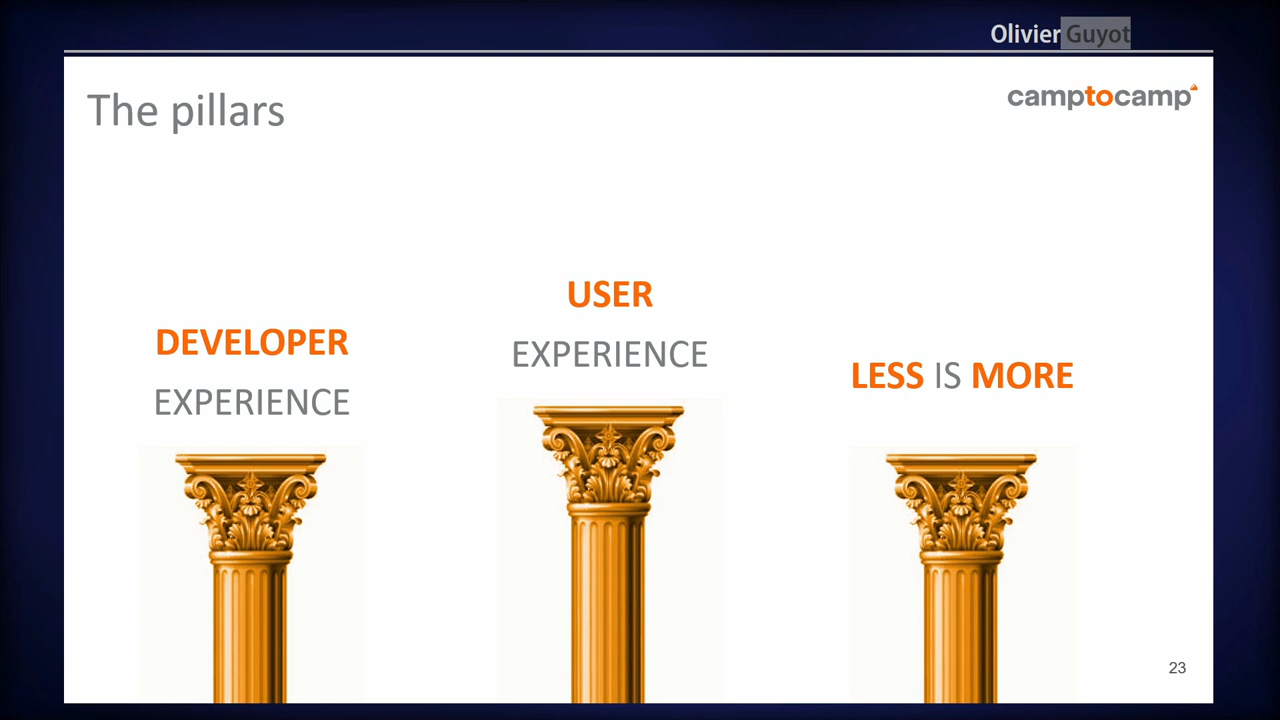 Olivier Guyot
The pillars
camptocamp
USER
EXPERIENCE
DEVELOPER
EXPERIENCE
LESS IS MORE
23